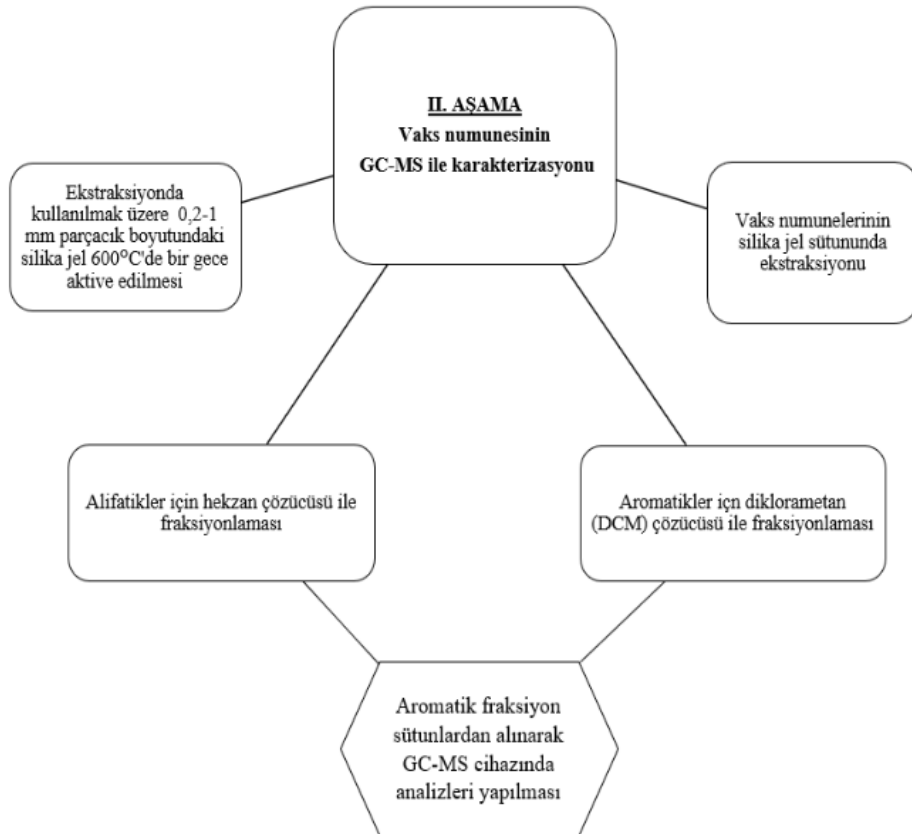 II. AŞAMA
Vaks numunesinin
GC-MS ile karakterizasyonu
Ekstraksiyonda
kullanılmak üzere 0,2-1
mm parçacık boyutundaki
silika jel 600°C'de bir gece
aktive edilmesi
Vaks numunelerinin
silika jel sütununda
ekstraksiyonu
Alifatikler için hekzan çözücüsü ile
fraksiyonlaması
Aromatikler içn diklorametan
(DCM) çözücüsü ile fraksiyonlaması
Aromatik fraksiyon
sütunlardan alınarak
GC-MS cihazında
analizleri yapılması